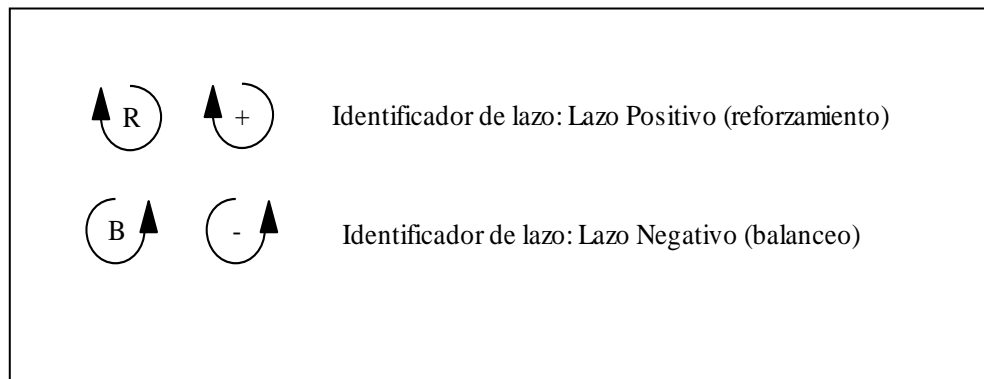 R + Identificador de lazo: Lazo Positivo (reforzamiento)
B - Identificador de lazo: Lazo Negativo (balanceo)